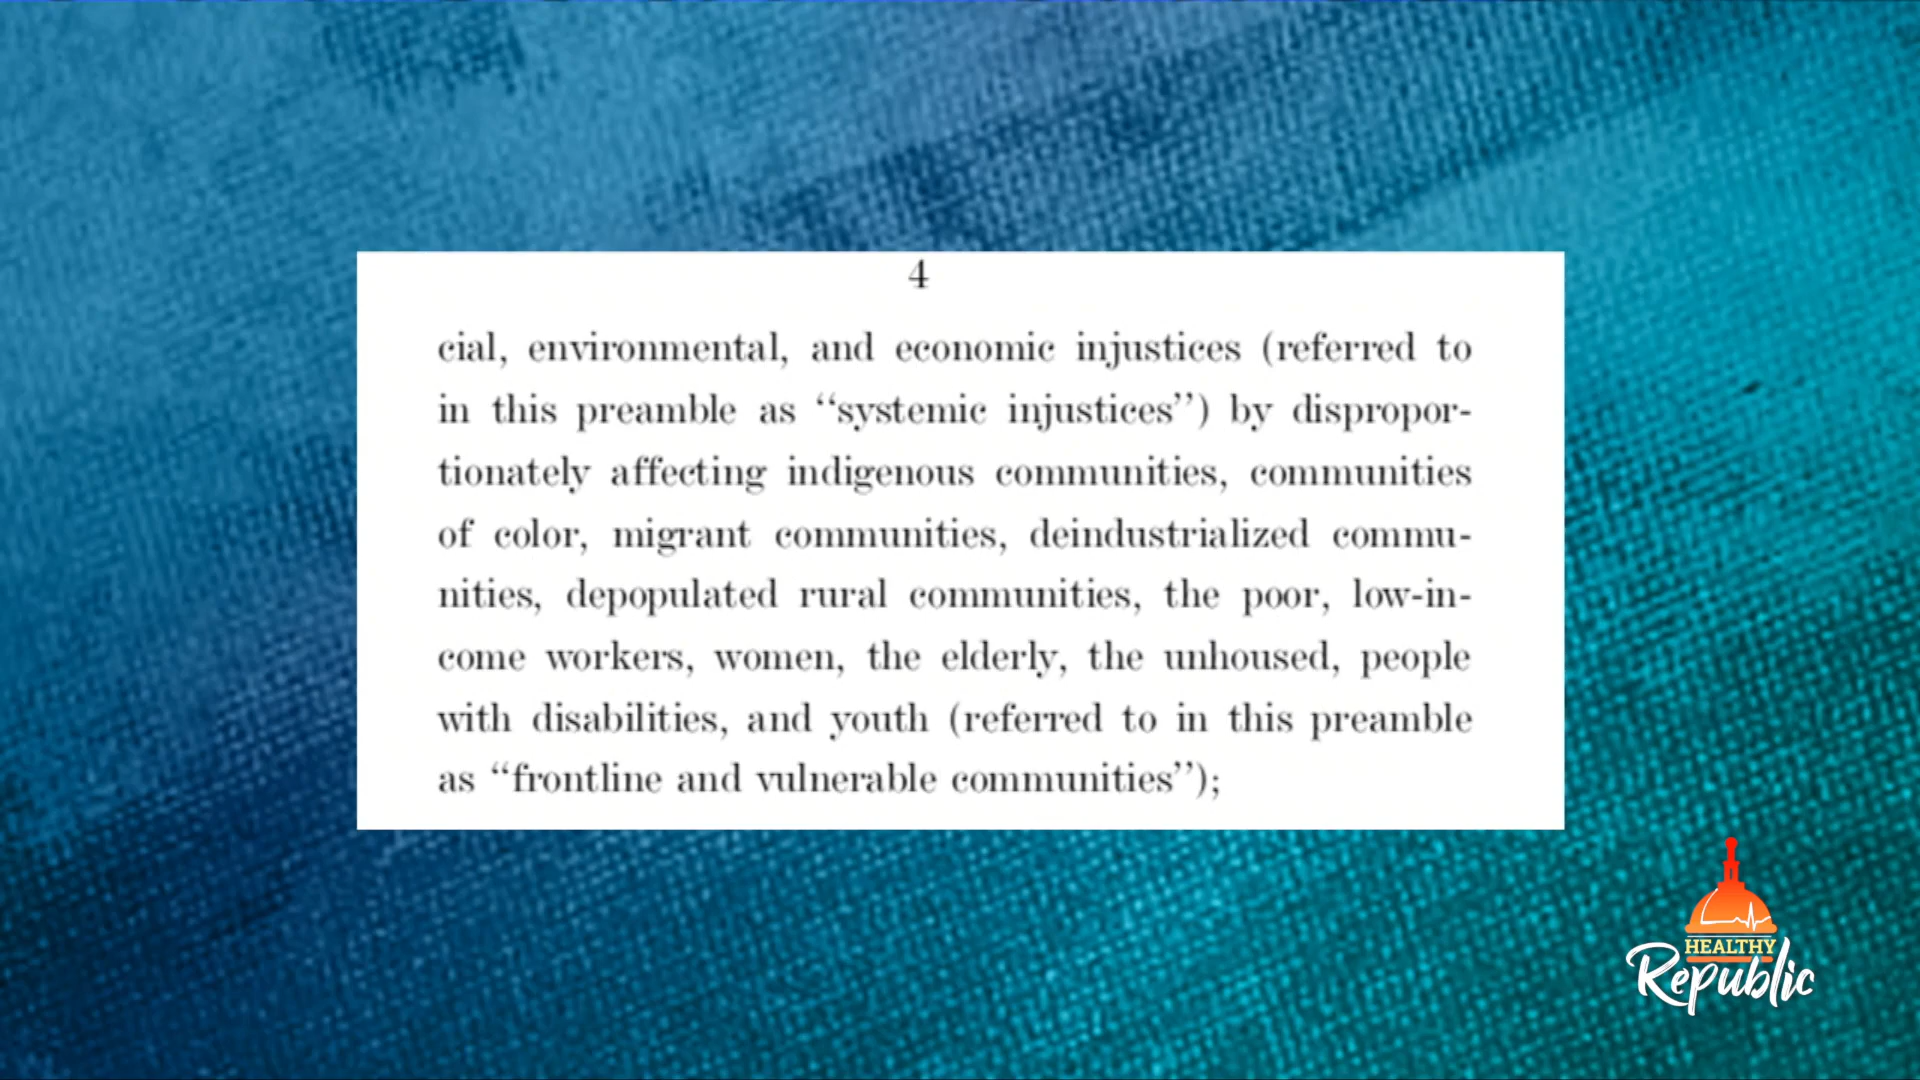 4
cial, environmental, and economic injustices (referred to
in this preamble as “systemic injustices”) by dispropor-
tionately affecting indigenous communities, communities
of color, migrant communities, deindustrialized commu-
nities, depopulated rural communities, the poor, low-in-
come workers, women, the elderly, the unhoused, people
with disabilities, and youth (referred to in this preamble
as “frontline and vulnerable communities”);
HEALTHY
Republic